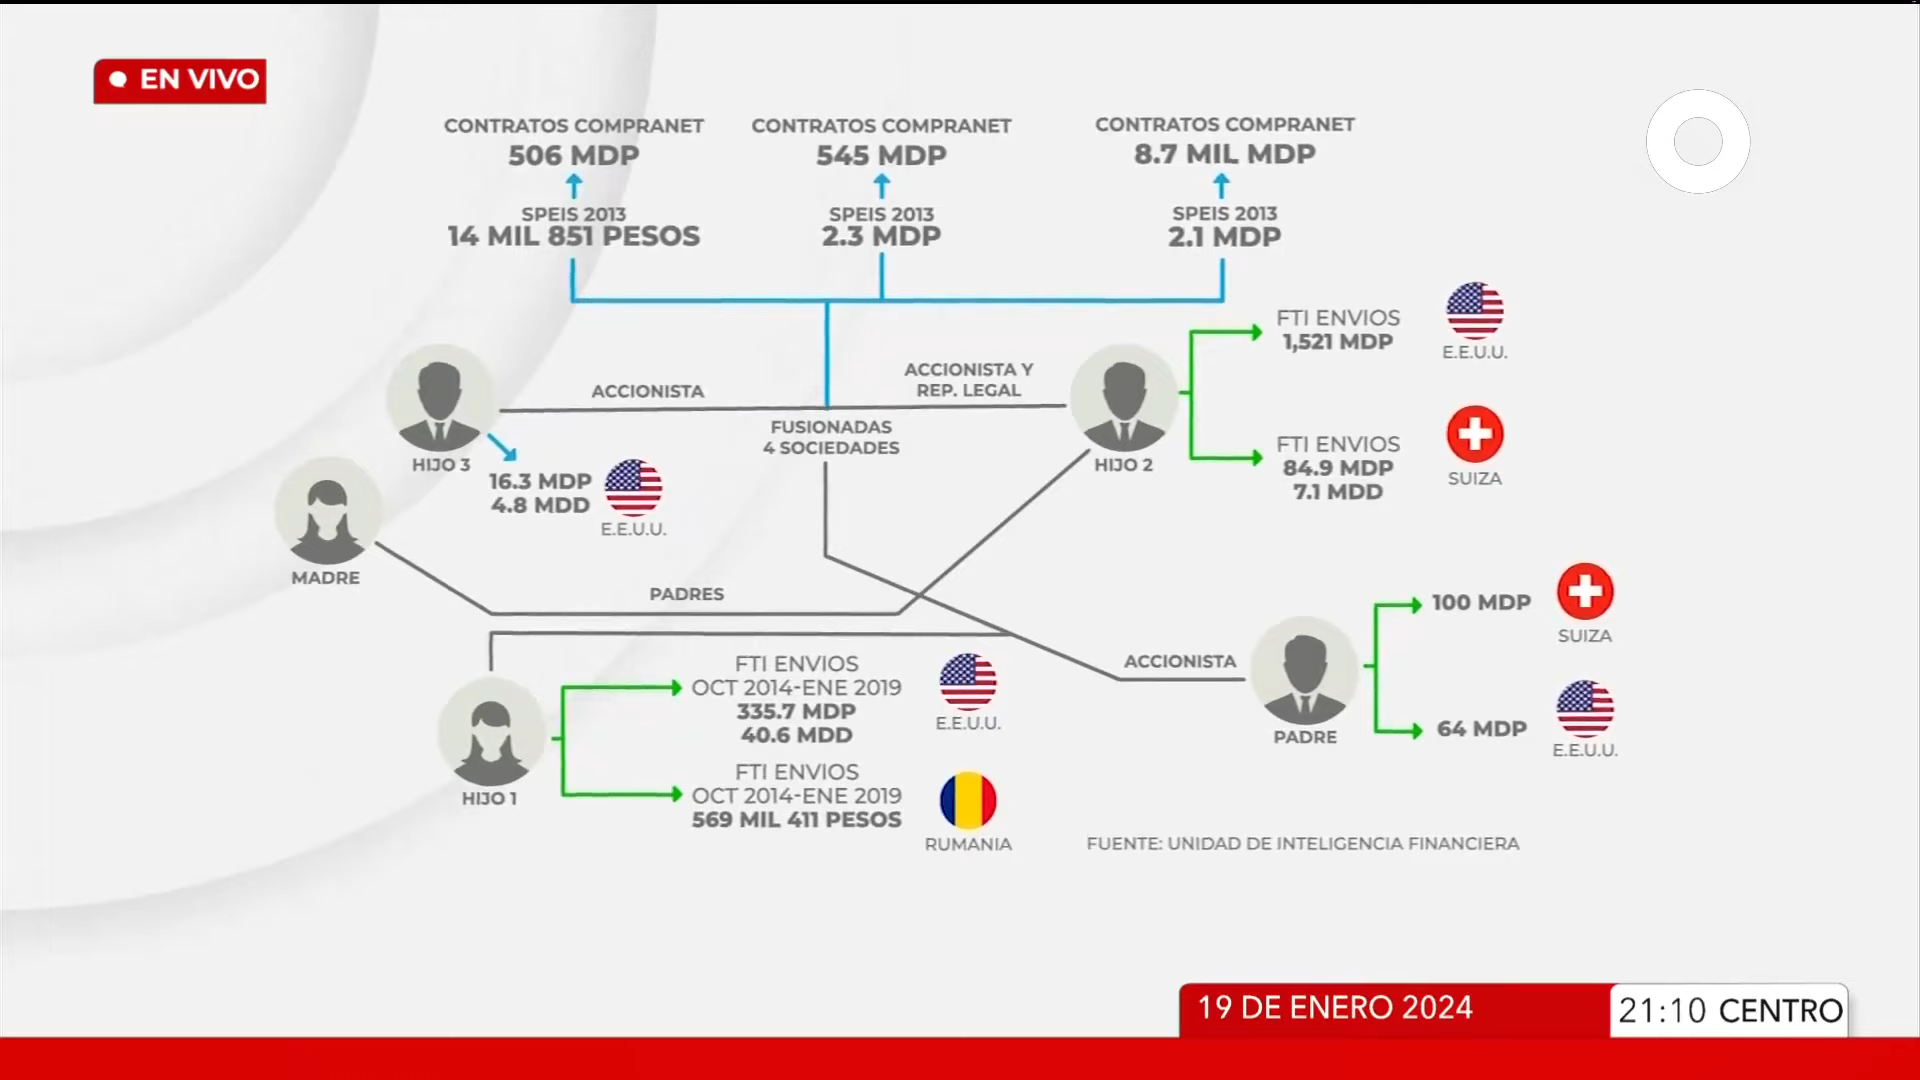 EN VIVO
CONTRATOS COMPRANET
506 MDP
SPEIS 2013
14 MIL 851 PESOS
CONTRATOS COMPRANET
545 MDP
SPEIS 2013
2.3 MDP
CONTRATOS COMPRANET
8.7 MIL MDP
SPEIS 2013
2.1 MDP
FTI ENVIOS
1,521 MDP
E.E.U.U.
ACCIONISTA
ACCIONISTA Y
REP. LEGAL
FUSIONADAS
4 SOCIEDADES
HIJO 3
16.3 MDP
4.8 MDD
E.E.U.U.
HIJO 2
FTI ENVIOS
84.9 MDP
7.1 MDD
SUIZA
MADRE
PADRES
100 MDP
SUIZA
ACCIONISTA
PADRE
64 MDP
E.E.U.U.
FTI ENVIOS
OCT 2014-ENE 2019
335.7 MDP
40.6 MDD
E.E.U.U.
HIJO 1
FTI ENVIOS
OCT 2014-ENE 2019
569 MIL 411 PESOS
RUMANIA
FUENTE: UNIDAD DE INTELIGENCIA FINANCIERA
19 DE ENERO 2024
21:10 CENTRO